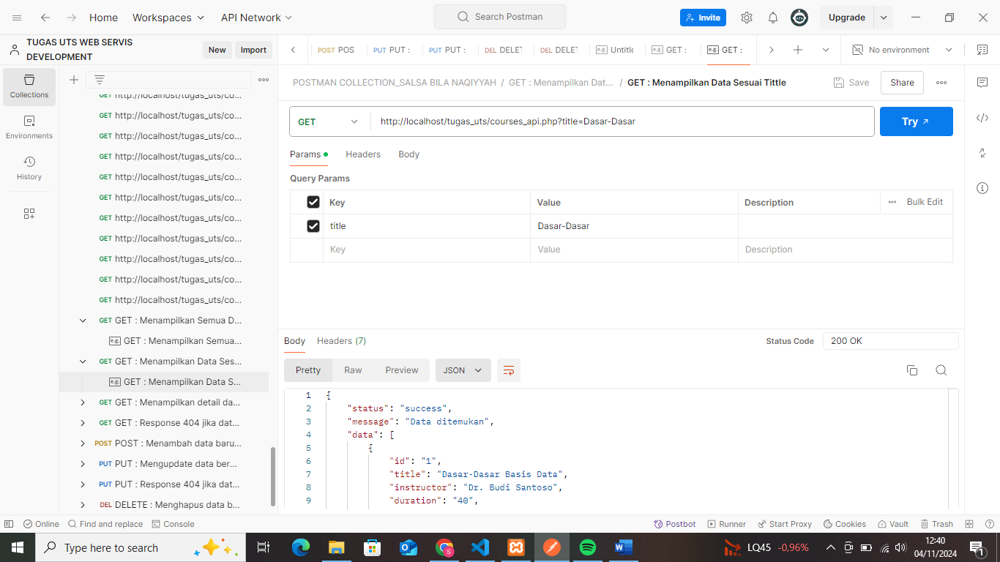 Home Workspaces API Network Search Postman Invite Upgrade
TUGAS UTS WEB SERVIS
DEVELOPMENT
New Import
POST POS PUT PUT : PUT PUT : DEL DELET DEL DELET e.g. Untitle e.g. GET : e.g. GET : No environment
Collections
Environments
History
GET http://localhost/tugas_uts/co...
GET http://localhost/tugas_uts/co...
GET http://localhost/tugas_uts/co...
GET http://localhost/tugas_uts/co...
GET http://localhost/tugas_uts/co...
GET http://localhost/tugas_uts/co...
GET http://localhost/tugas_uts/co...
GET http://localhost/tugas_uts/co...
GET http://localhost/tugas_uts/co...
GET http://localhost/tugas_uts/co...
GET http://localhost/tugas_uts/co...
GET GET : Menampilkan Semua D...
e.g. GET : Menampilkan Semua...
GET GET : Menampilkan Data Ses...
e.g. GET : Menampilkan Data S...
GET GET : Menampilkan detail da...
GET GET : Response 404 jika dat...
POST POST : Menambah data baru...
PUT PUT : Mengupdate data ber...
PUT PUT : Response 404 jika dat...
DEL DELETE : Menghapus data b...
POSTMAN COLLECTION_SALSA BILA NAQIYYAH / GET : Menampilkan Dat... / GET : Menampilkan Data Sesuai Tittle
Save Share
GET http://localhost/tugas_uts/courses_api.php?title=Dasar-Dasar Try
Params Headers Body
Query Params
Key Value Description Bulk Edit
title Dasar-Dasar
Key Value Description
Body Headers (7) Status Code 200 OK
Pretty Raw Preview JSON
1 {
2 "status": "success",
3 "message": "Data ditemukan",
4 "data": [
5 {
6 "id": "1",
7 "title": "Dasar-Dasar Basis Data",
8 "instructor": "Dr. Budi Santoso",
9 "duration": "40",
Online Find and replace Console Postbot Runner Start Proxy Cookies Vault Trash
Type here to search
LQ45 -0,96%
12:40
04/11/2024
1